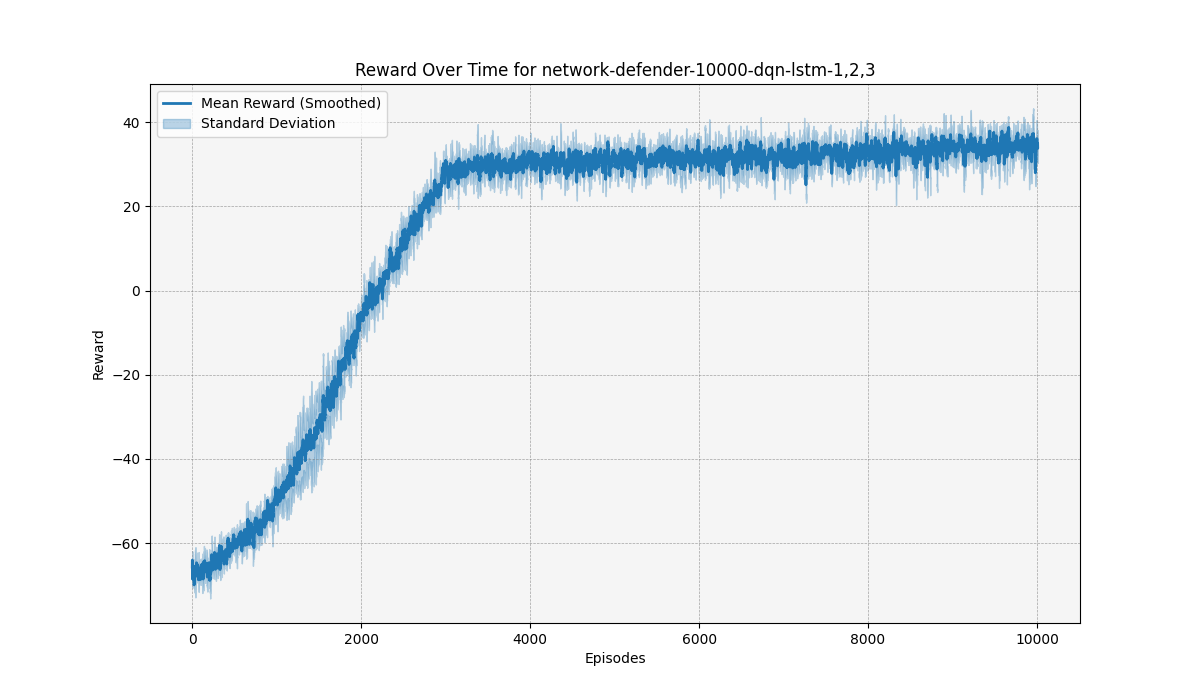 Reward Over Time for network-defender-10000-dqn-lstm-1,2,3
Mean Reward (Smoothed)
Standard Deviation
40
20
0
−20
−40
−60
Reward
0 2000 4000 6000 8000 10000
Episodes